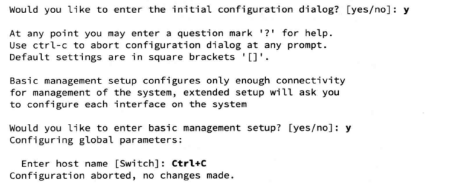 Would you like to enter the initial configuration dialog? [yes/no]: y
At any point you may enter a question mark '?' for help.
Use ctrl-c to abort configuration dialog at any prompt.
Default settings are in square brackets '[]'.
Basic management setup configures only enough connectivity
for management of the system, extended setup will ask you
to configure each interface on the system
Would you like to enter basic management setup? [yes/no]: y
Configuring global parameters:
Enter host name [Switch]: Ctrl+C
Configuration aborted, no changes made.